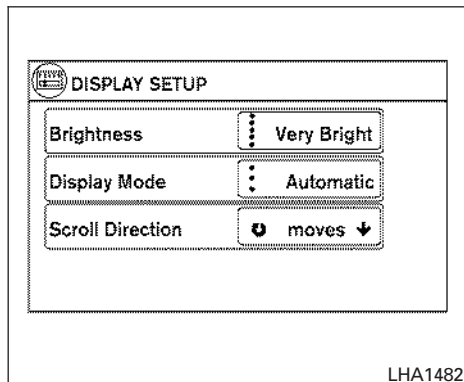 DISPLAY SETUP
Brightness Very Bright
Display Mode Automatic
Scroll Direction ↻ moves ↓
LHA1482